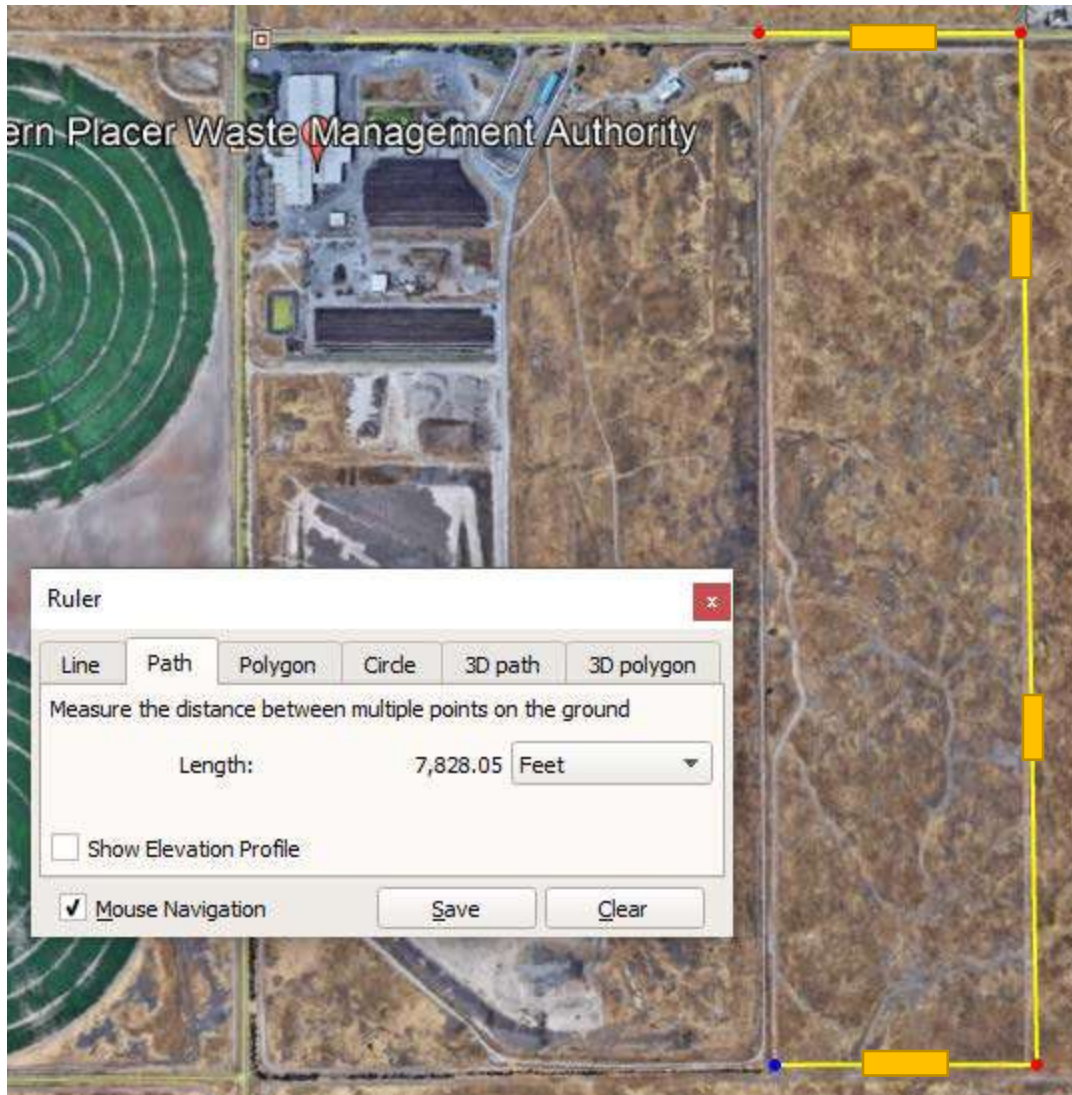 ern Placer Waste Management Authority
Ruler
x
Line Path Polygon Circle 3D path 3D polygon
Measure the distance between multiple points on the ground
Length: 7,828.05 Feet
Show Elevation Profile
Mouse Navigation Save Clear